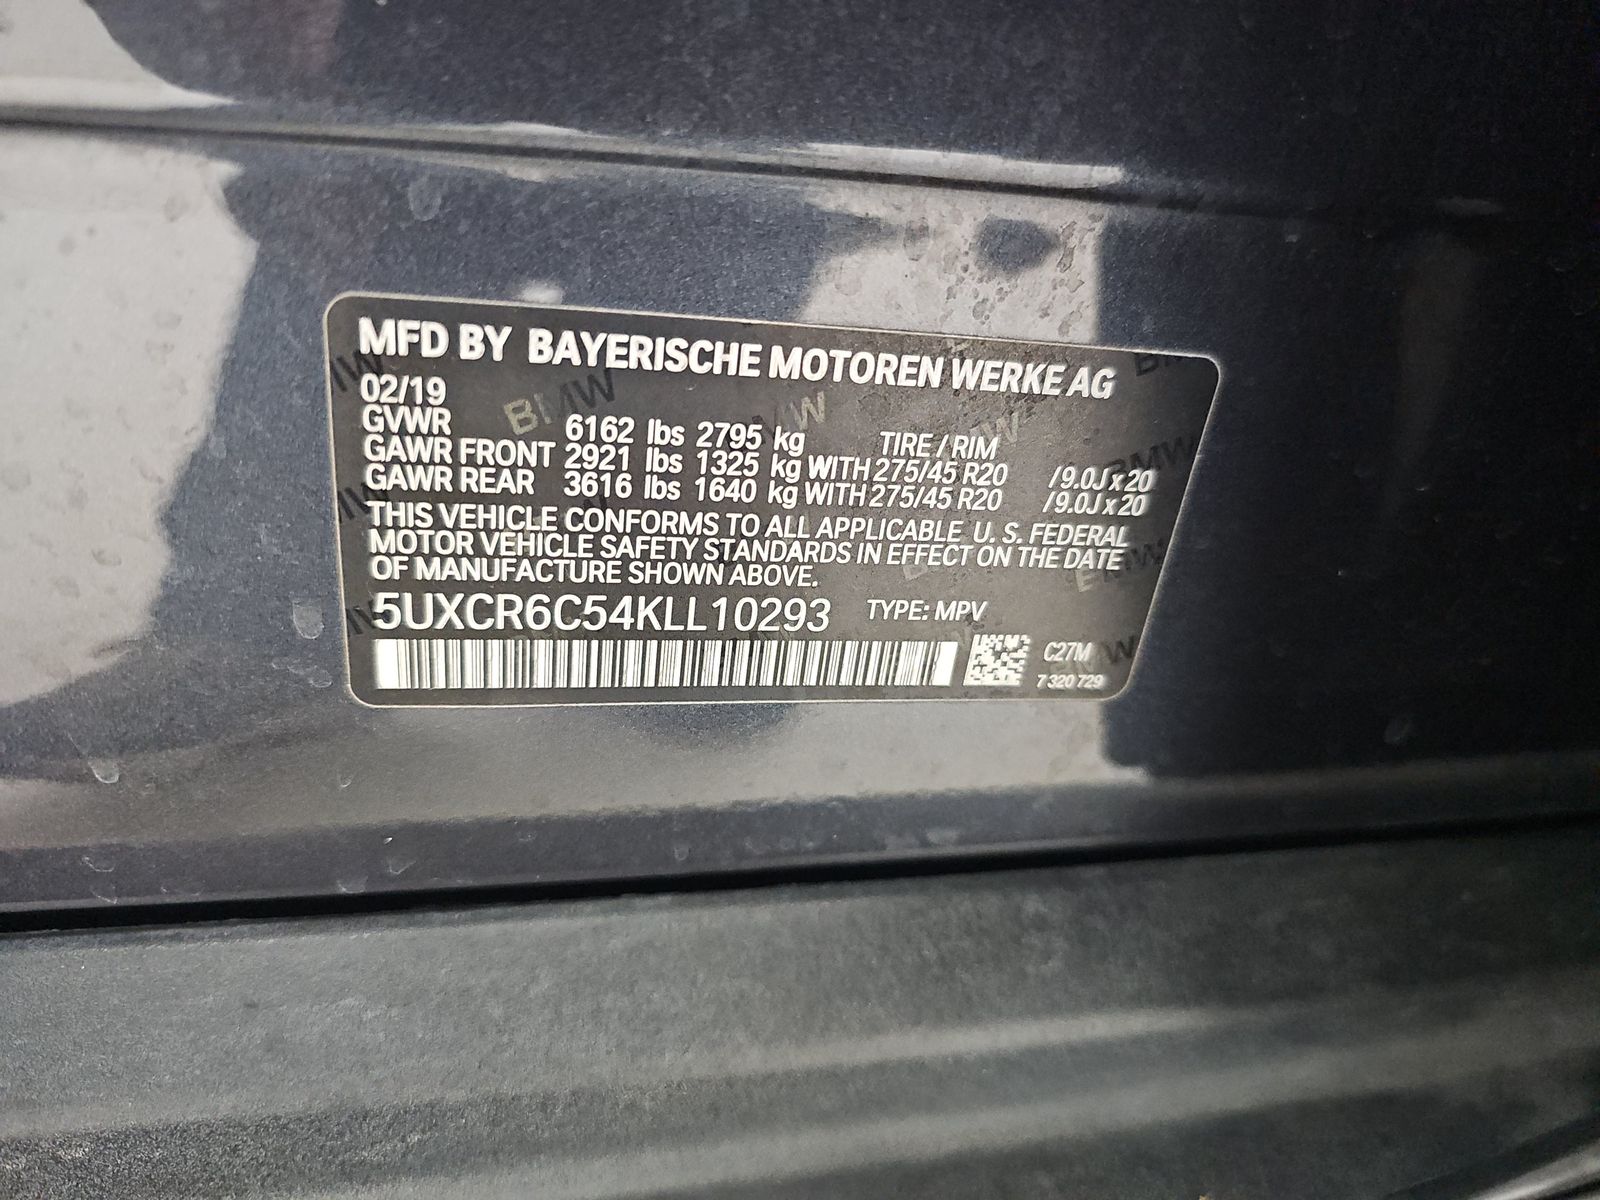 MFD BY BAYERISCHE MOTOREN WERKE AG
02/19
GVWR 6162 lbs 2795 kg TIRE / RIM
GAWR FRONT 2921 lbs 1325 kg WITH 275/45 R20 /9.0J x 20
GAWR REAR 3616 lbs 1640 kg WITH 275/45 R20 /9.0J x 20
THIS VEHICLE CONFORMS TO ALL APPLICABLE U. S. FEDERAL
MOTOR VEHICLE SAFETY STANDARDS IN EFFECT ON THE DATE
OF MANUFACTURE SHOWN ABOVE.
5UXCR6C54KLL10293 TYPE: MPV
C27M
7 320 729